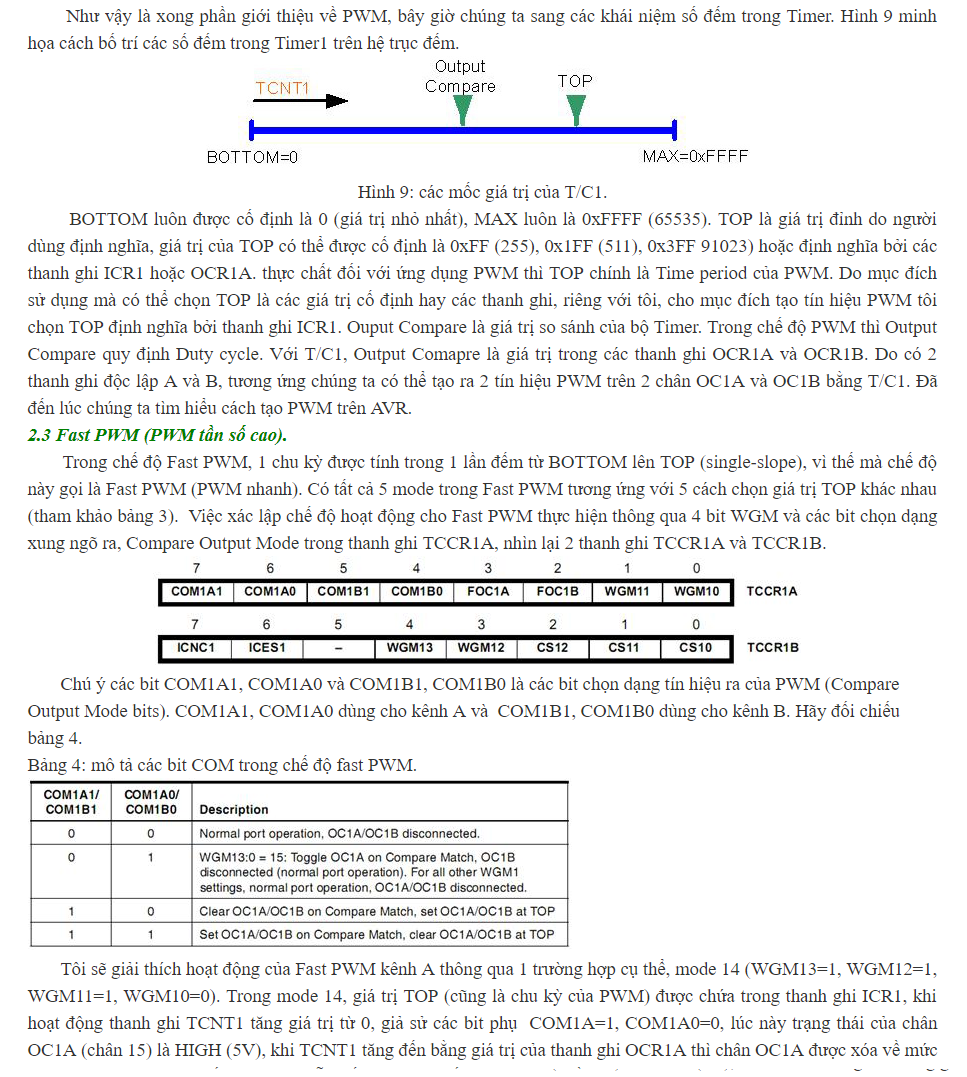 Như vậy là xong phần giới thiệu về PWM, bây giờ chúng ta sang các khái niệm số đếm trong Timer. Hình 9 minh
họa cách bố trí các số đếm trong Timer1 trên hệ trục đếm.
Output
Compare
TCNT1
TOP
BOTTOM=0
MAX=0xFFFF
Hình 9: các mốc giá trị của T/C1.
BOTTOM luôn được cố định là 0 (giá trị nhỏ nhất), MAX luôn là 0xFFFF (65535). TOP là giá trị đỉnh do người
dùng định nghĩa, giá trị của TOP có thể được cố định là 0xFF (255), 0x1FF (511), 0x3FF 91023) hoặc định nghĩa bởi các
thanh ghi ICR1 hoặc OCR1A. thực chất đối với ứng dụng PWM thì TOP chính là Time period của PWM. Do mục đích
sử dụng mà có thể chọn TOP là các giá trị cố định hay các thanh ghi, riêng với tôi, cho mục đích tạo tín hiệu PWM tôi
chọn TOP định nghĩa bởi thanh ghi ICR1. Ouput Compare là giá trị so sánh của bộ Timer. Trong chế độ PWM thì Output
Compare quy định Duty cycle. Với T/C1, Output Comapre là giá trị trong các thanh ghi OCR1A và OCR1B. Do có 2
thanh ghi độc lập A và B, tương ứng chúng ta có thể tạo ra 2 tín hiệu PWM trên 2 chân OC1A và OC1B bằng T/C1. Đã
đến lúc chúng ta tìm hiểu cách tạo PWM trên AVR.
2.3 Fast PWM (PWM tần số cao).
Trong chế độ Fast PWM, 1 chu kỳ được tính trong 1 lần đếm từ BOTTOM lên TOP (single-slope), vì thế mà chế độ
này gọi là Fast PWM (PWM nhanh). Có tất cả 5 mode trong Fast PWM tương ứng với 5 cách chọn giá trị TOP khác nhau
(tham khảo bảng 3). Việc xác lập chế độ hoạt động cho Fast PWM thực hiện thông qua 4 bit WGM và các bit chọn dạng
xung ngõ ra, Compare Output Mode trong thanh ghi TCCR1A, nhìn lại 2 thanh ghi TCCR1A và TCCR1B.
7 6 5 4 3 2 1 0
COM1A1 COM1A0 COM1B1 COM1B0 FOC1A FOC1B WGM11 WGM10 TCCR1A
7 6 5 4 3 2 1 0
ICNC1 ICES1 – WGM13 WGM12 CS12 CS11 CS10 TCCR1B
Chú ý các bit COM1A1, COM1A0 và COM1B1, COM1B0 là các bit chọn dạng tín hiệu ra của PWM (Compare
Output Mode bits). COM1A1, COM1A0 dùng cho kênh A và COM1B1, COM1B0 dùng cho kênh B. Hãy đối chiếu
bảng 4.
Bảng 4: mô tả các bit COM trong chế độ fast PWM.
COM1A1/ COM1A0/
COM1B1 COM1B0 Description
0 0 Normal port operation, OC1A/OC1B disconnected.
0 1 WGM13:0 = 15: Toggle OC1A on Compare Match, OC1B
disconnected (normal port operation). For all other WGM1
settings, normal port operation, OC1A/OC1B disconnected.
1 0 Clear OC1A/OC1B on Compare Match, set OC1A/OC1B at TOP
1 1 Set OC1A/OC1B on Compare Match, clear OC1A/OC1B at TOP
Tôi sẽ giải thích hoạt động của Fast PWM kênh A thông qua 1 trường hợp cụ thể, mode 14 (WGM13=1, WGM12=1,
WGM11=1, WGM10=0). Trong mode 14, giá trị TOP (cũng là chu kỳ của PWM) được chứa trong thanh ghi ICR1, khi
hoạt động thanh ghi TCNT1 tăng giá trị từ 0, giả sử các bit phụ COM1A=1, COM1A0=0, lúc này trạng thái của chân
OC1A (chân 15) là HIGH (5V), khi TCNT1 tăng đến bằng giá trị của thanh ghi OCR1A thì chân OC1A được xóa về mức